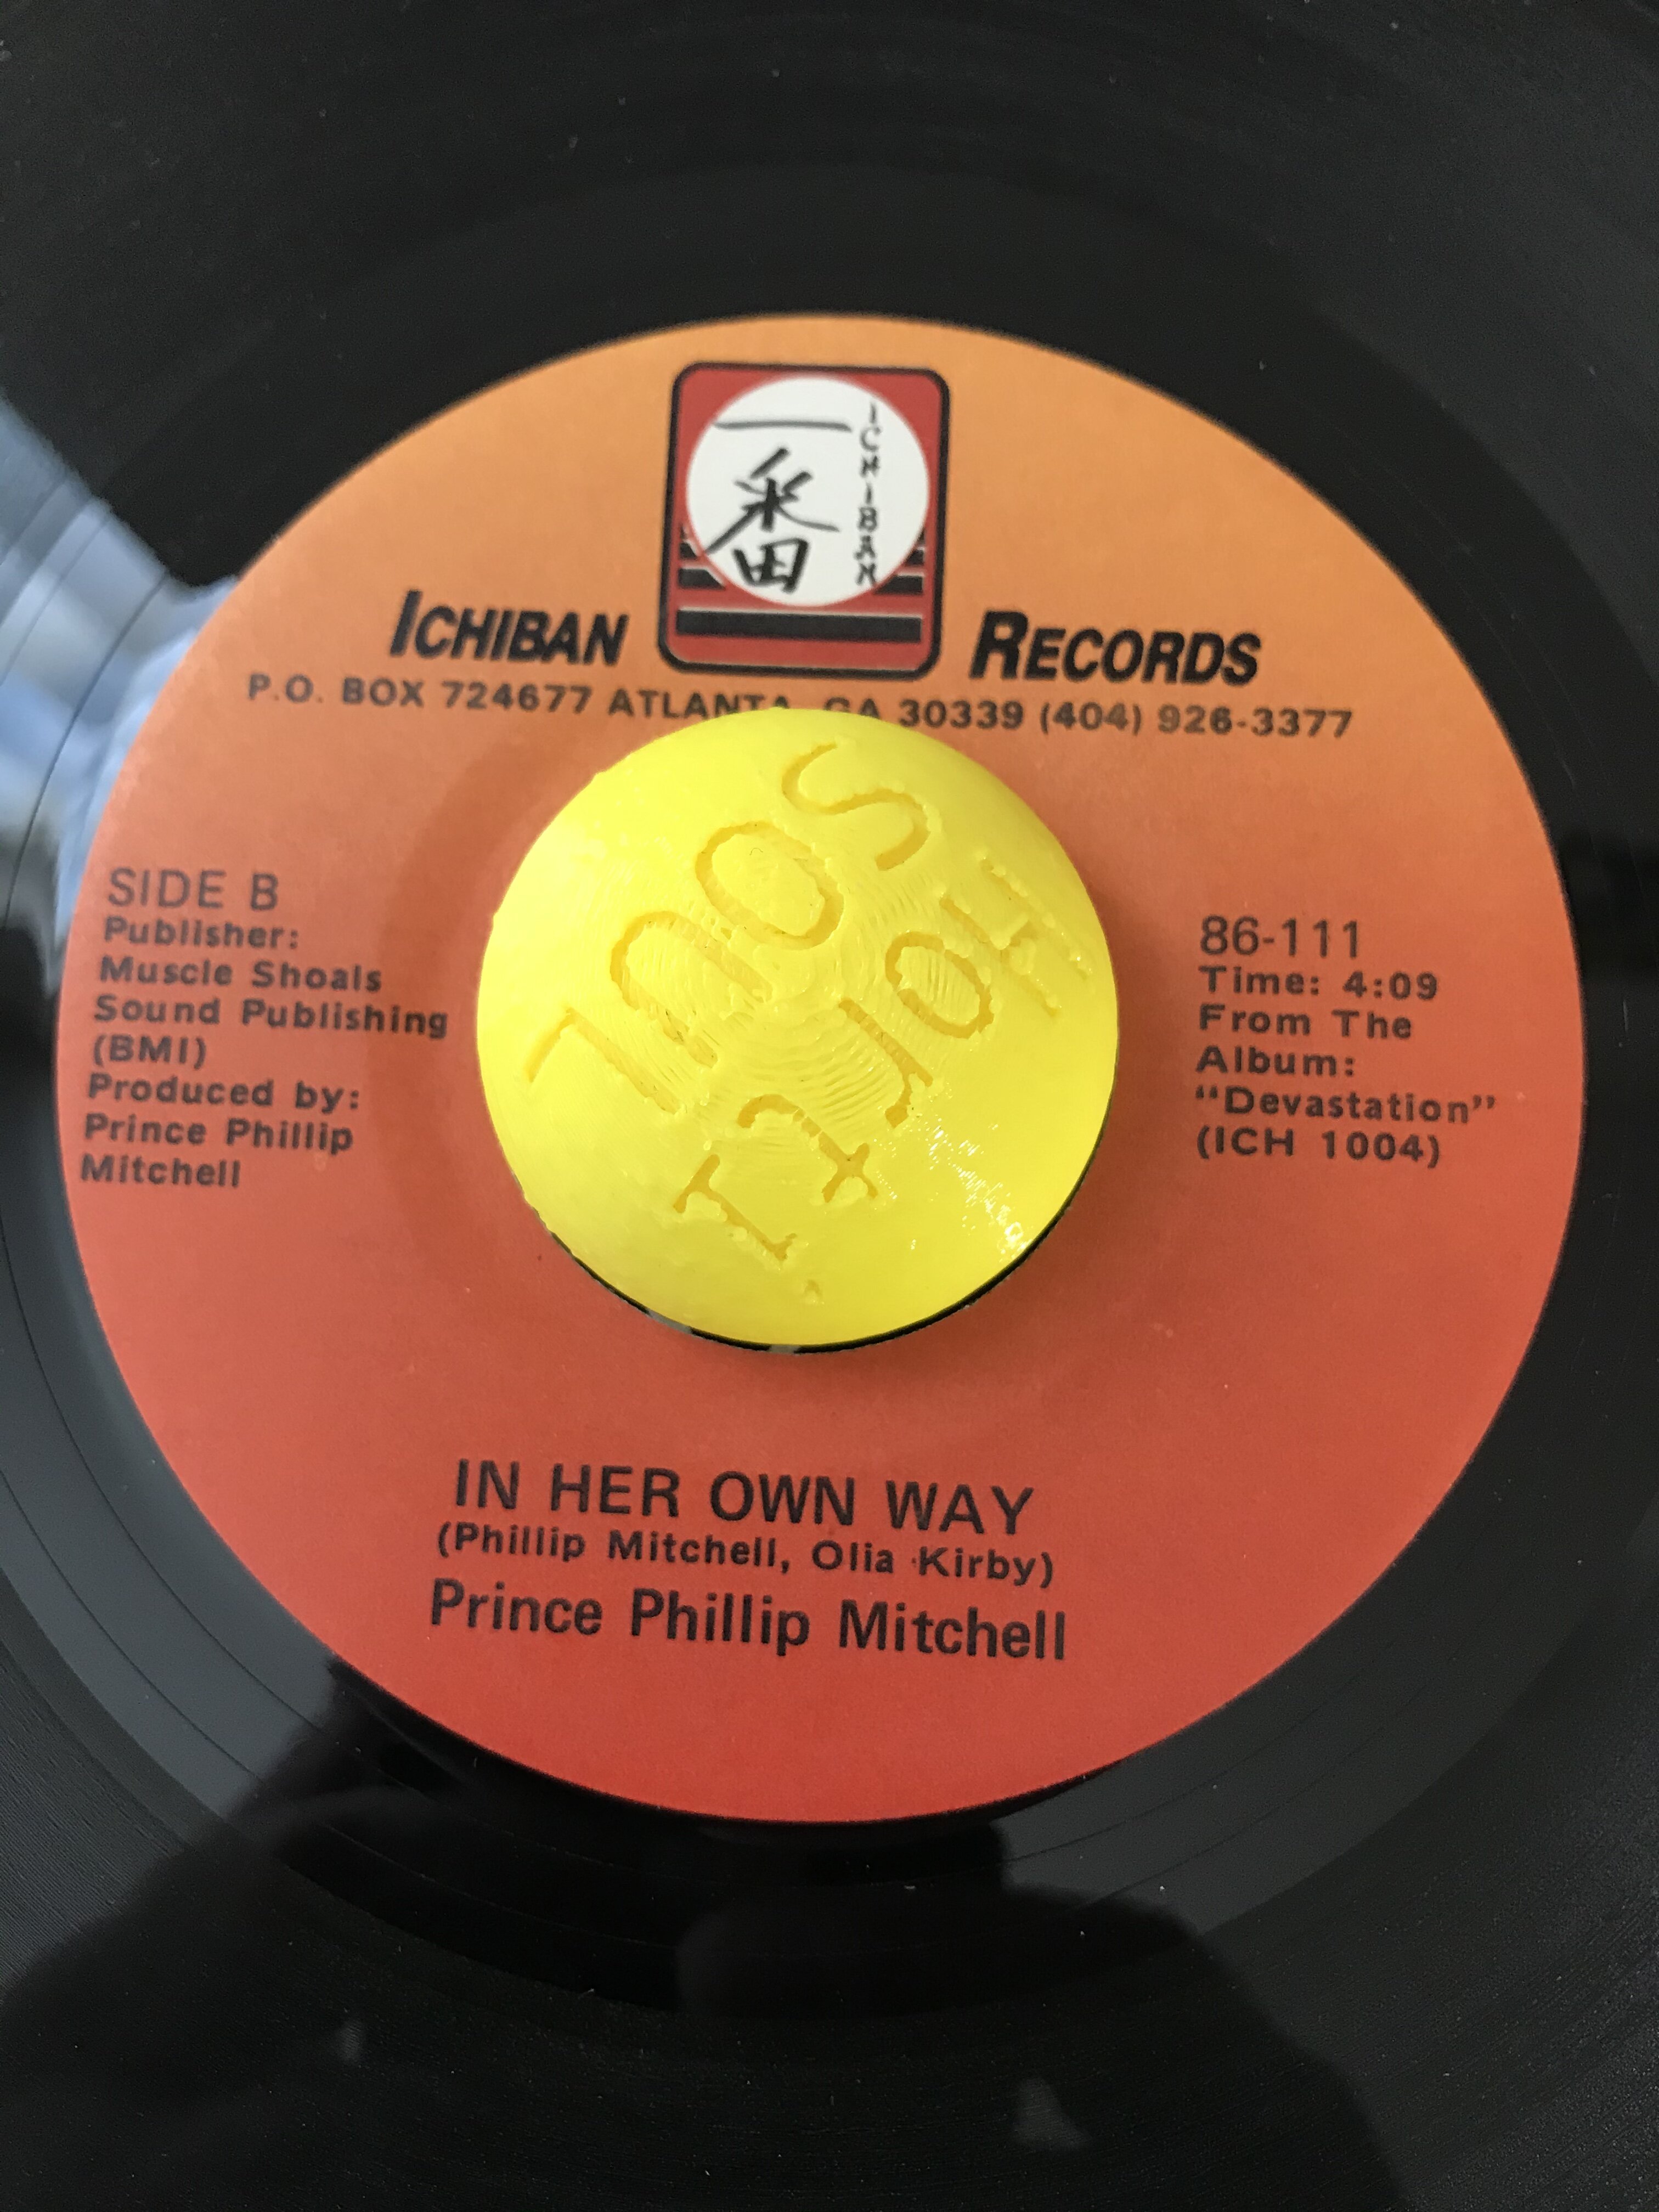 一番
ICHIBAN
ICHIBAN RECORDS
P.O. BOX 724677 ATLANTA, GA 30339 (404) 926-3377
SOUL
SIDE B
Publisher:
Muscle Shoals
Sound Publishing
(BMI)
Produced by:
Prince Phillip
Mitchell
86-111
Time: 4:09
From The
Album:
“Devastation”
(ICH 1004)
IN HER OWN WAY
(Phillip Mitchell, Olia Kirby)
Prince Phillip Mitchell